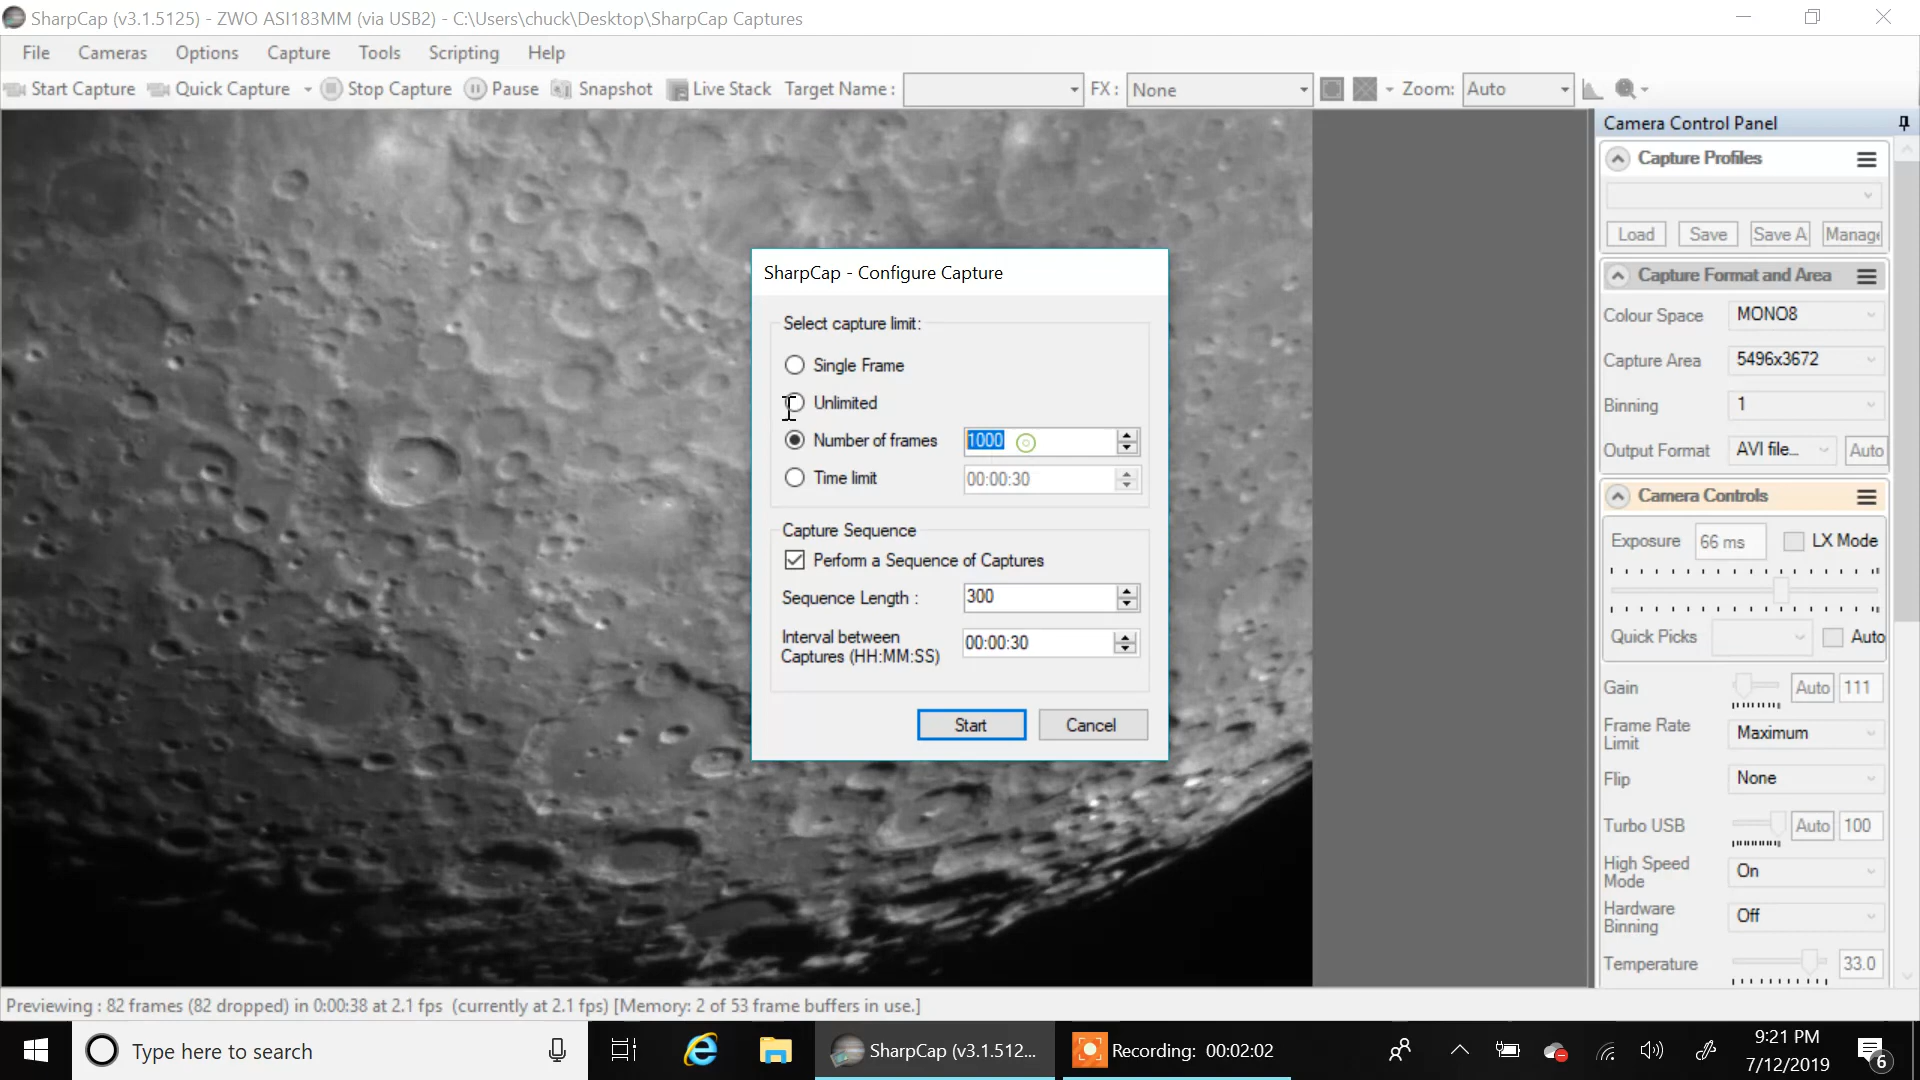 SharpCap (v3.1.5125) - ZWO ASI183MM (via USB2) - C:\Users\chuck\Desktop\SharpCap Captures
File Cameras Options Capture Tools Scripting Help
Start Capture Quick Capture Stop Capture Pause Snapshot Live Stack Target Name : FX : None Zoom: Auto
Camera Control Panel
Capture Profiles
Load Save Save A Manage
Capture Format and Area
Colour Space MONO8
Capture Area 5496x3672
Binning 1
Output Format AVI file... Auto
Camera Controls
Exposure 66 ms LX Mode
Quick Picks Auto
Gain Auto 111
Frame Rate
Limit Maximum
Flip None
Turbo USB Auto 100
High Speed
Mode On
Hardware
Binning Off
Temperature 33.0
SharpCap - Configure Capture
Select capture limit:
Single Frame
Unlimited
Number of frames 1000
Time limit 00:00:30
Capture Sequence
Perform a Sequence of Captures
Sequence Length : 300
Interval between
Captures (HH:MM:SS) 00:00:30
Start Cancel
Previewing : 82 frames (82 dropped) in 0:00:38 at 2.1 fps (currently at 2.1 fps) [Memory: 2 of 53 frame buffers in use.]
Type here to search
SharpCap (v3.1.512...
Recording: 00:02:02
9:21 PM
7/12/2019
6